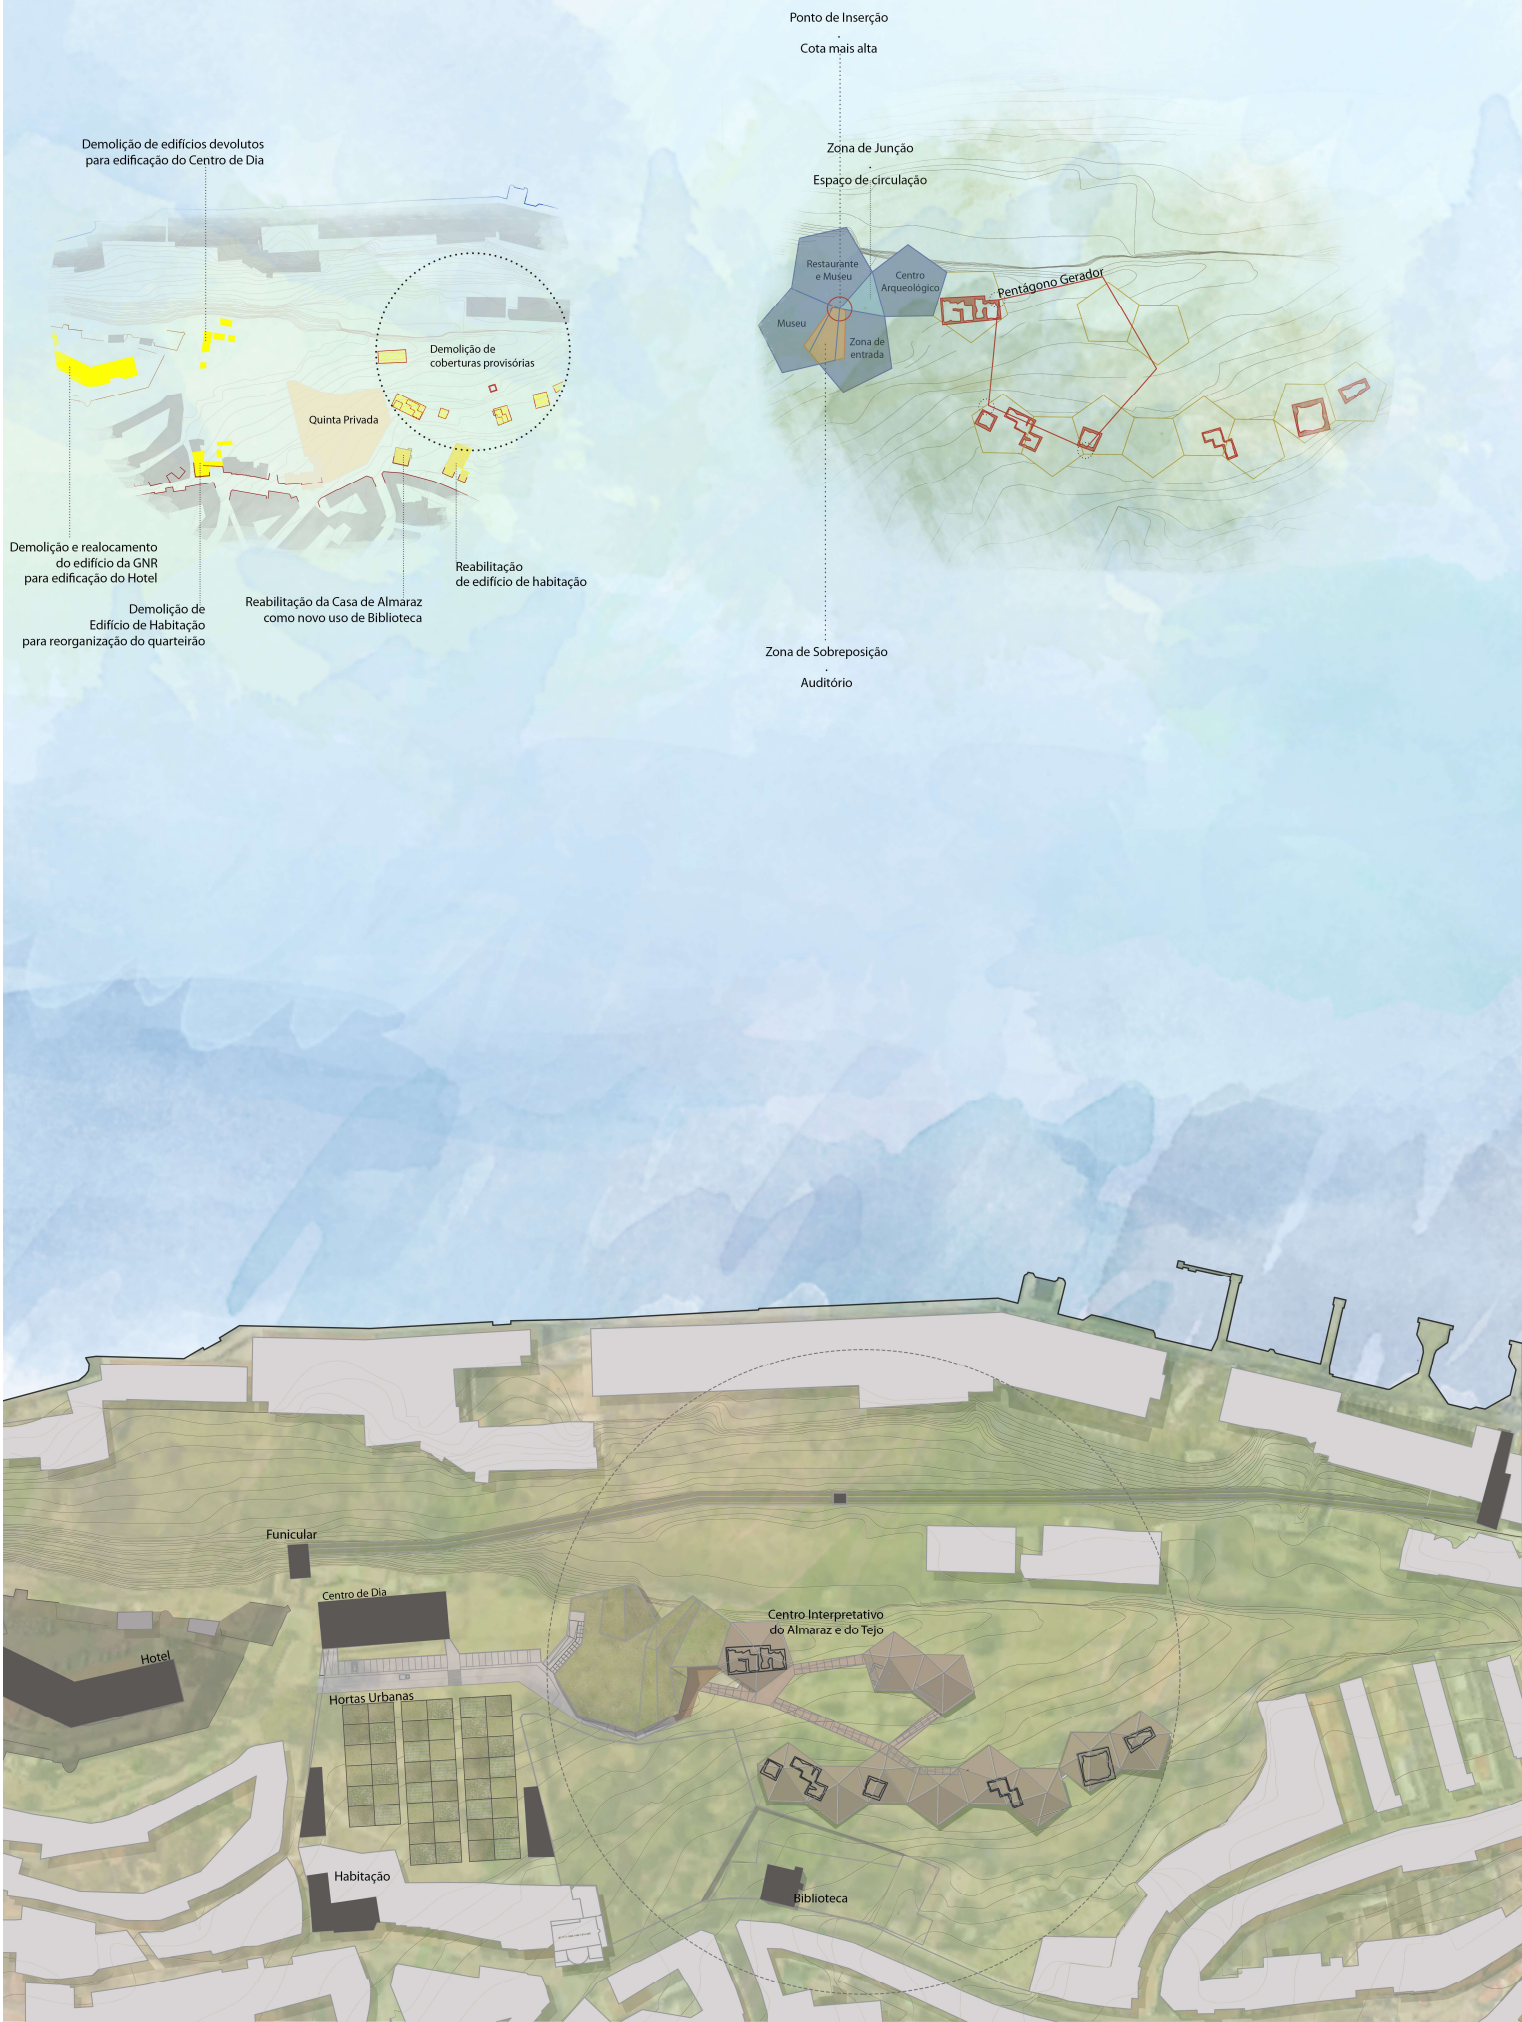 Ponto de Inserção
.
Cota mais alta
Demolição de edifícios devolutos
para edificação do Centro de Dia
Zona de Junção
.
Espaço de circulação
Restaurante
e Museu
Centro
Arqueológico
Pentágono Gerador
Museu
Zona de
entrada
Demolição de
coberturas provisórias
Quinta Privada
Demolição e realocamento
do edifício da GNR
para edificação do Hotel
Reabilitação
de edifício de habitação
Demolição de
Edifício de Habitação
para reorganização do quarteirão
Reabilitação da Casa de Almaraz
como novo uso de Biblioteca
Zona de Sobreposição
.
Auditório
Funicular
Centro de Dia
Centro Interpretativo
do Almaraz e do Tejo
Hotel
Hortas Urbanas
Habitação
Biblioteca